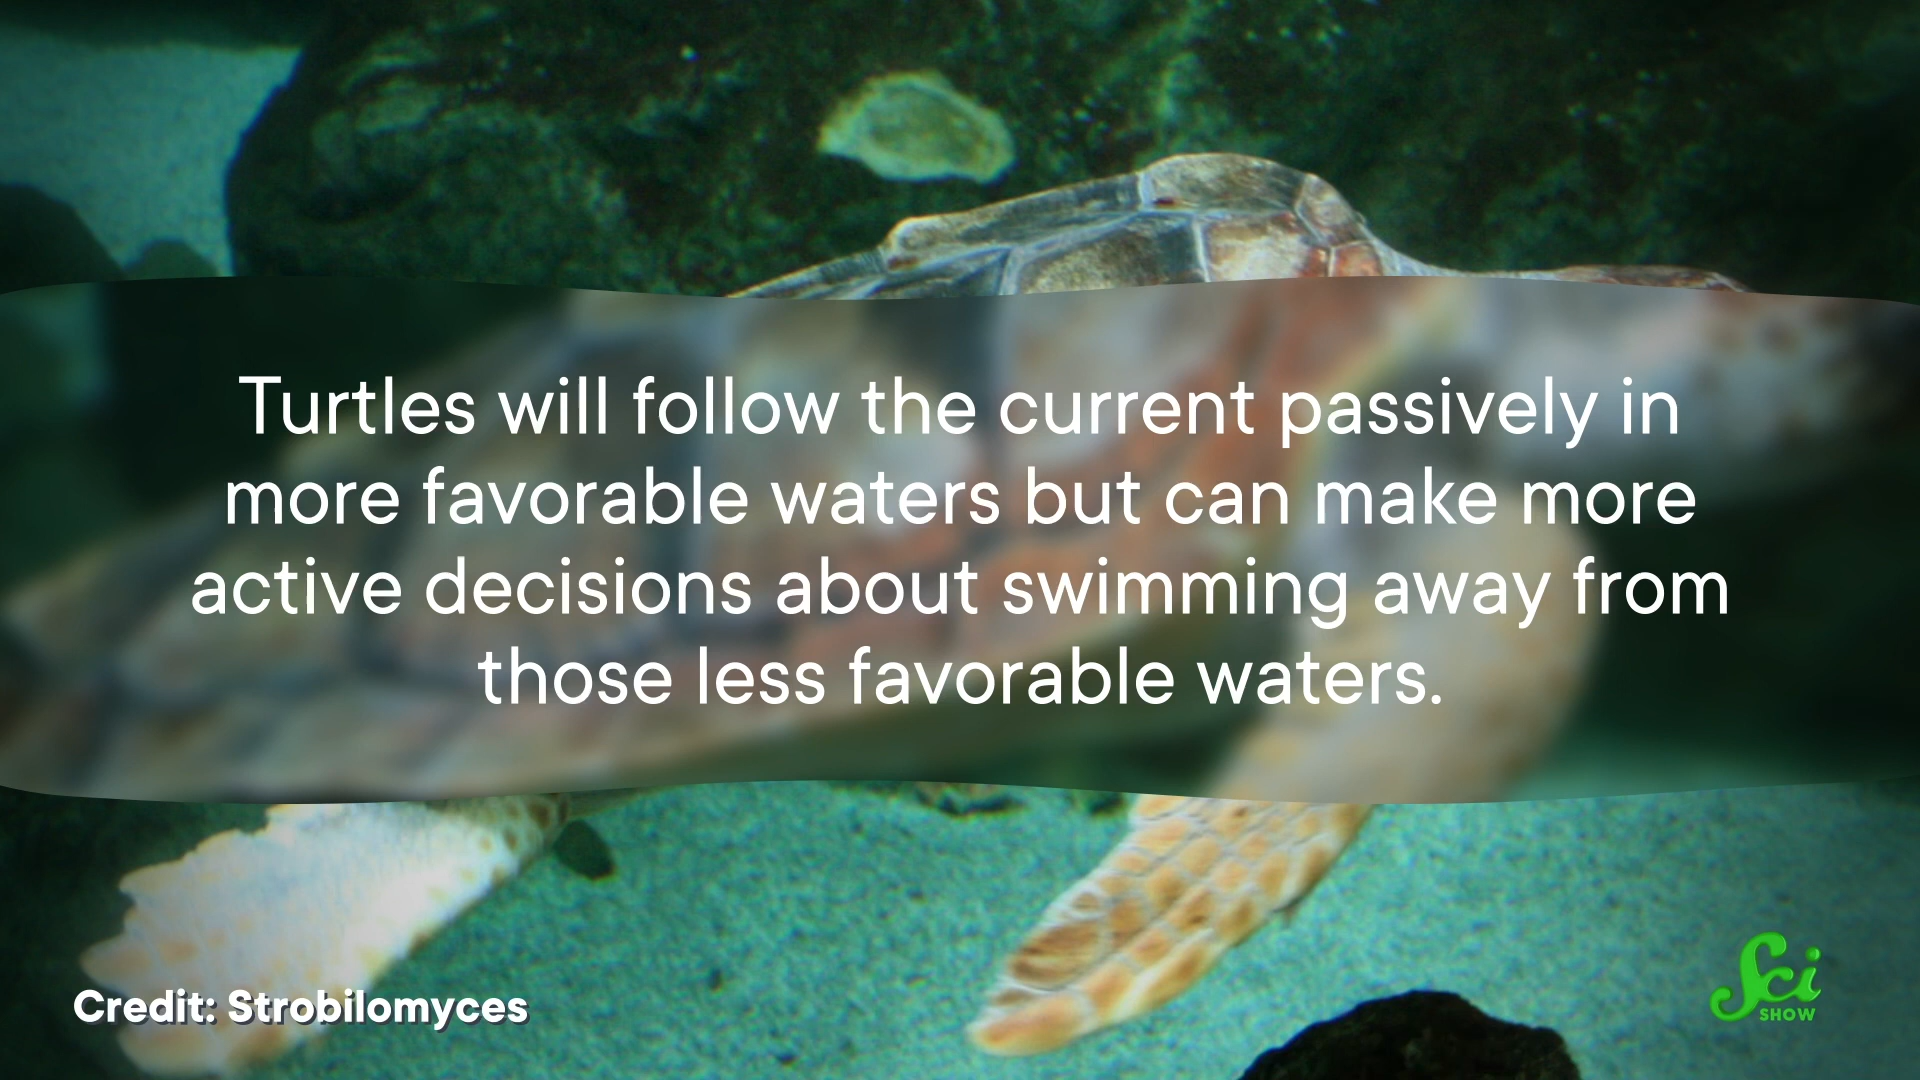 Turtles will follow the current passively in
more favorable waters but can make more
active decisions about swimming away from
those less favorable waters.
Credit: Strobilomyces
Sci
SHOW